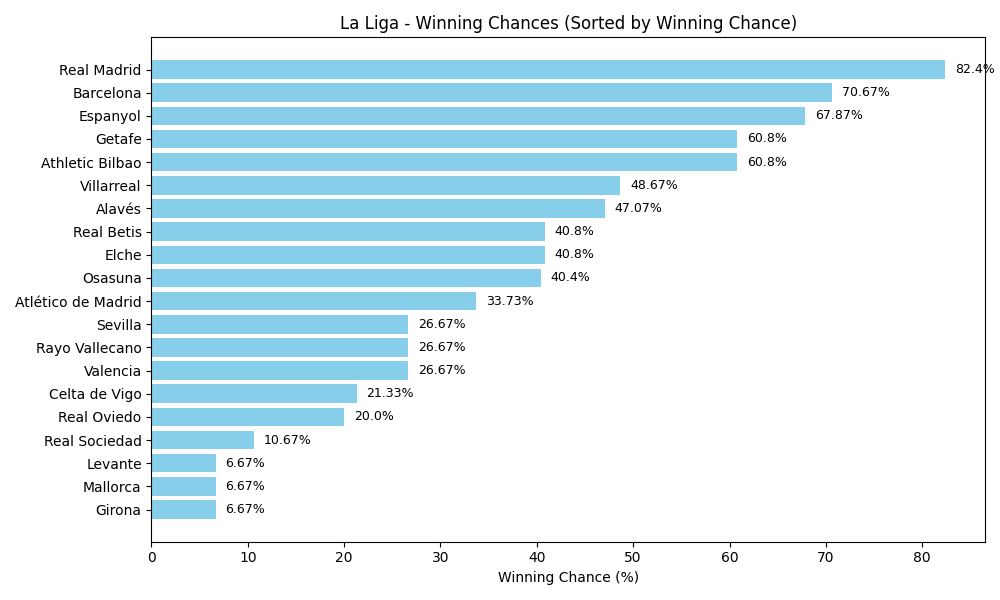 La Liga - Winning Chances (Sorted by Winning Chance)
Real Madrid 82.4%
Barcelona 70.67%
Espanyol 67.87%
Getafe 60.8%
Athletic Bilbao 60.8%
Villarreal 48.67%
Alavés 47.07%
Real Betis 40.8%
Elche 40.8%
Osasuna 40.4%
Atlético de Madrid 33.73%
Sevilla 26.67%
Rayo Vallecano 26.67%
Valencia 26.67%
Celta de Vigo 21.33%
Real Oviedo 20.0%
Real Sociedad 10.67%
Levante 6.67%
Mallorca 6.67%
Girona 6.67%
0 10 20 30 40 50 60 70 80
Winning Chance (%)